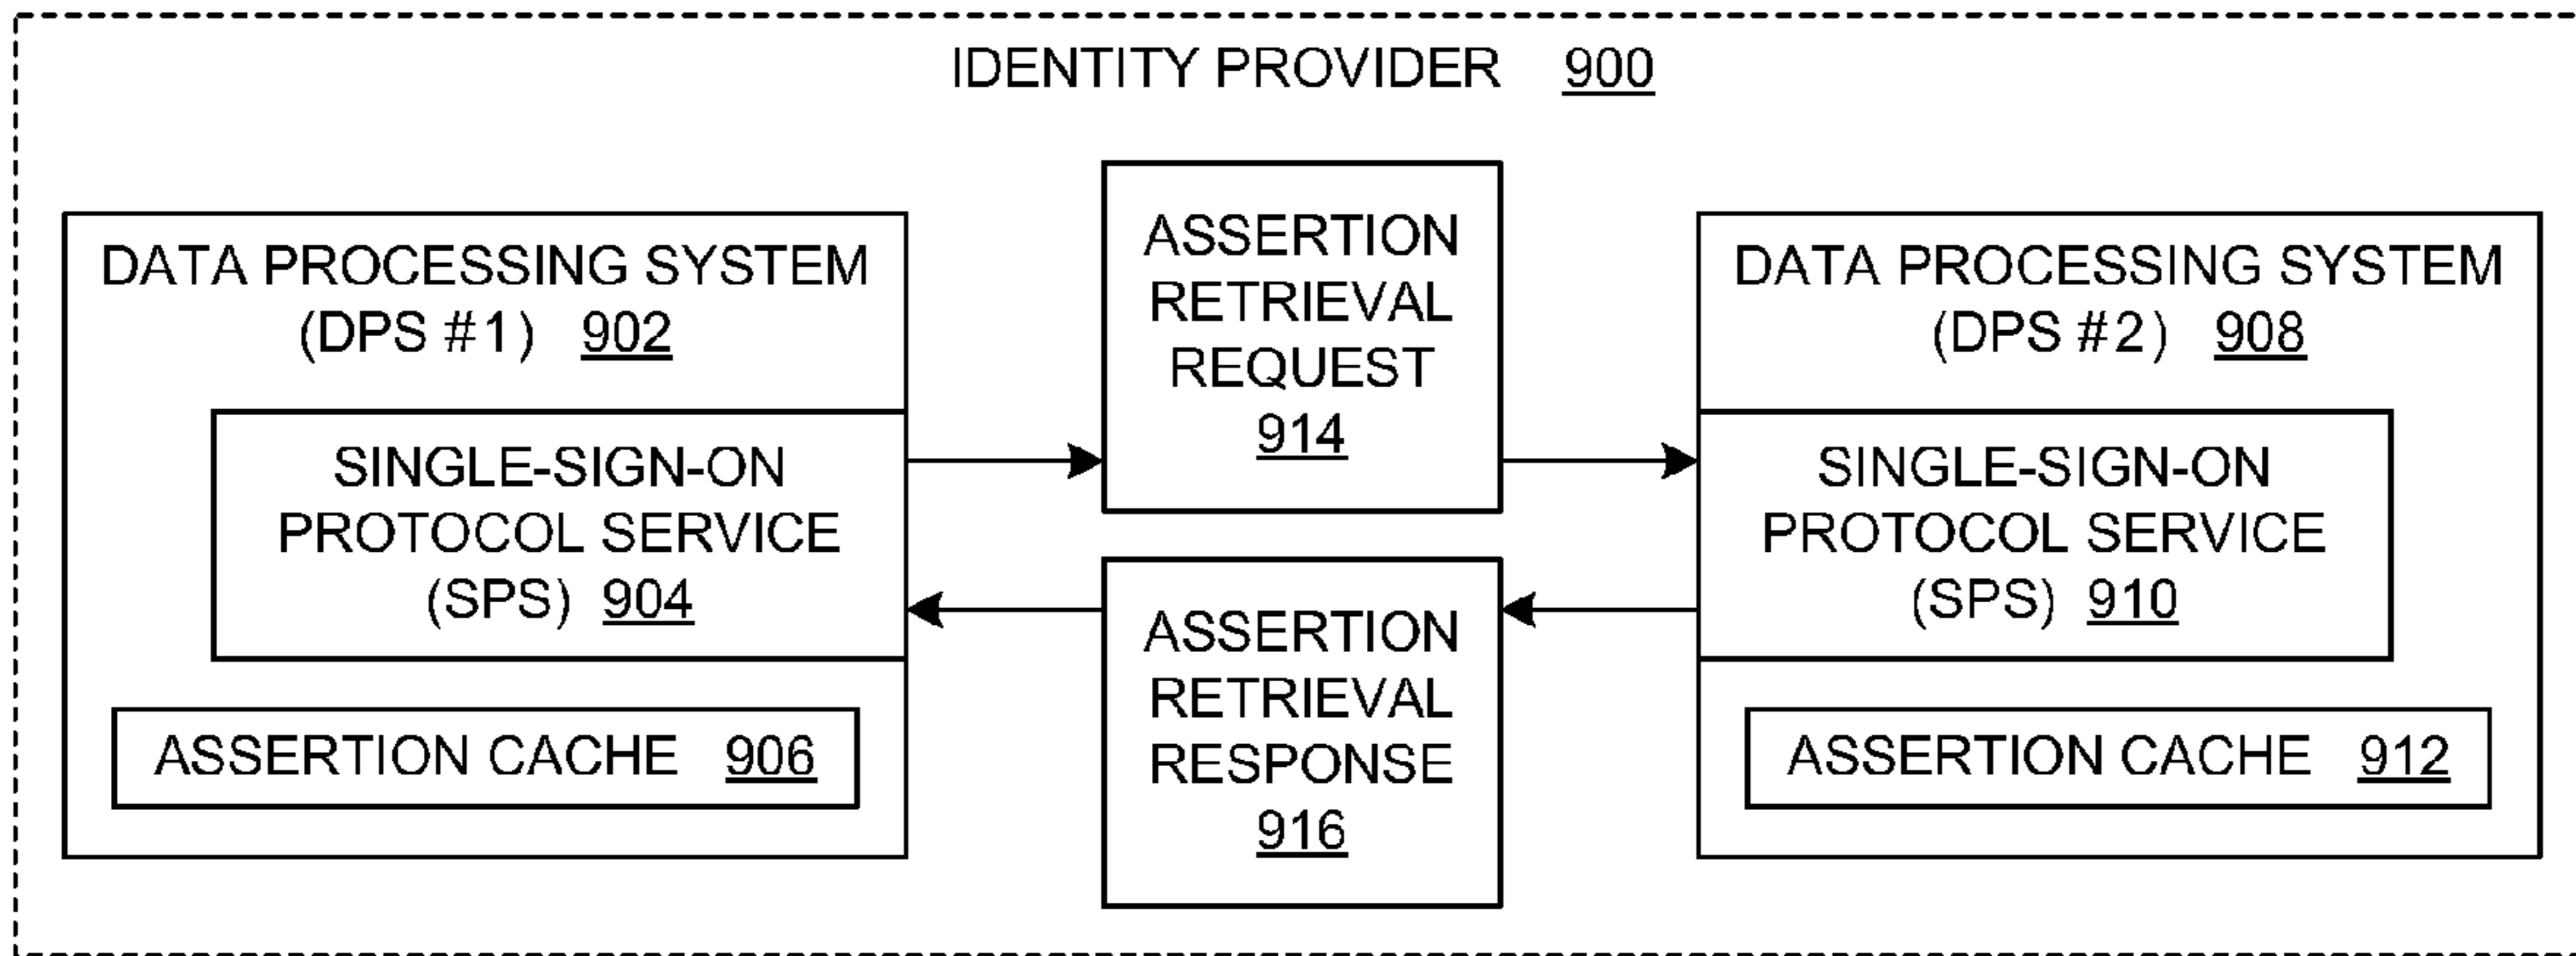 IDENTITY PROVIDER 900
DATA PROCESSING SYSTEM
(DPS #1) 902
SINGLE-SIGN-ON
PROTOCOL SERVICE
(SPS) 904
ASSERTION CACHE 906
ASSERTION
RETRIEVAL
REQUEST
914
ASSERTION
RETRIEVAL
RESPONSE
916
DATA PROCESSING SYSTEM
(DPS #2) 908
SINGLE-SIGN-ON
PROTOCOL SERVICE
(SPS) 910
ASSERTION CACHE 912